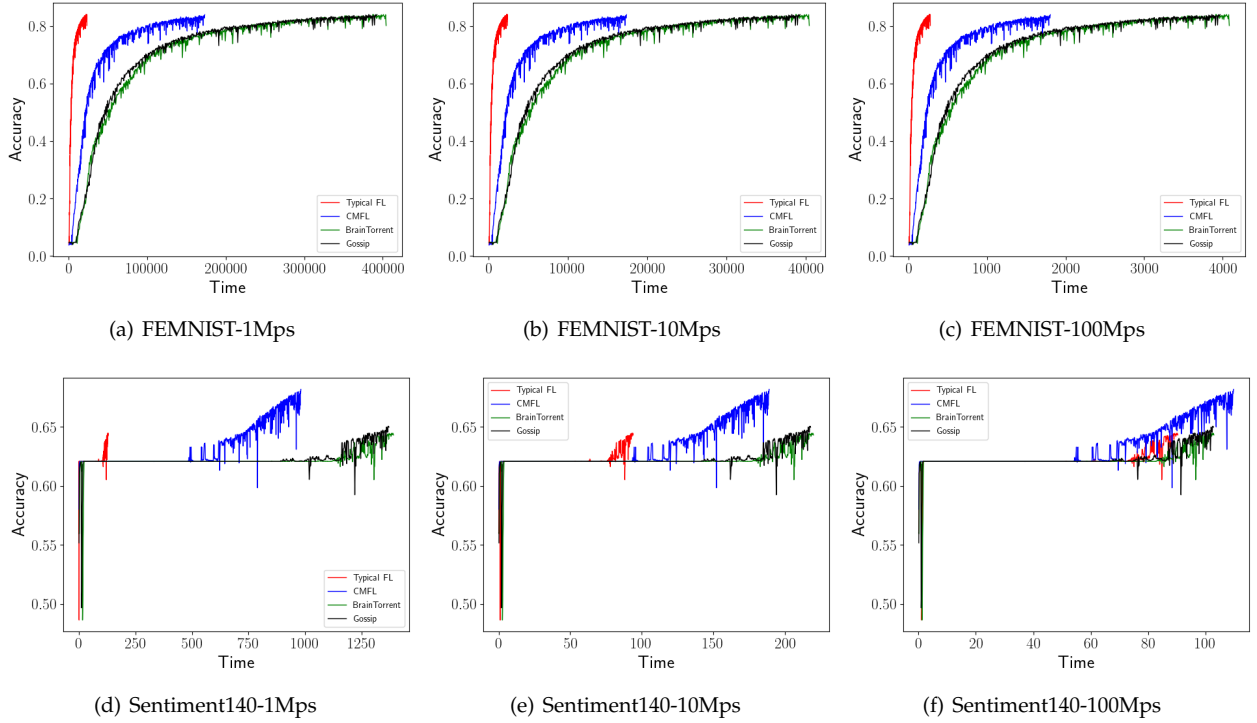 Accuracy
0.8
0.6
0.4
0.2
0.0
Typical FL
CMFL
BrainTorrent
Gossip
0 100000 200000 300000 400000
Time
(a) FEMNIST-1Mps
Accuracy
0.8
0.6
0.4
0.2
0.0
Typical FL
CMFL
BrainTorrent
Gossip
0 10000 20000 30000 40000
Time
(b) FEMNIST-10Mps
Accuracy
0.8
0.6
0.4
0.2
0.0
Typical FL
CMFL
BrainTorrent
Gossip
0 1000 2000 3000 4000
Time
(c) FEMNIST-100Mps
Accuracy
0.65
0.60
0.55
0.50
Typical FL
CMFL
BrainTorrent
Gossip
0 250 500 750 1000 1250
Time
(d) Sentiment140-1Mps
Accuracy
Typical FL
CMFL
BrainTorrent
Gossip
0.65
0.60
0.55
0.50
0 50 100 150 200
Time
(e) Sentiment140-10Mps
Accuracy
Typical FL
CMFL
BrainTorrent
Gossip
0.65
0.60
0.55
0.50
0 20 40 60 80 100
Time
(f) Sentiment140-100Mps